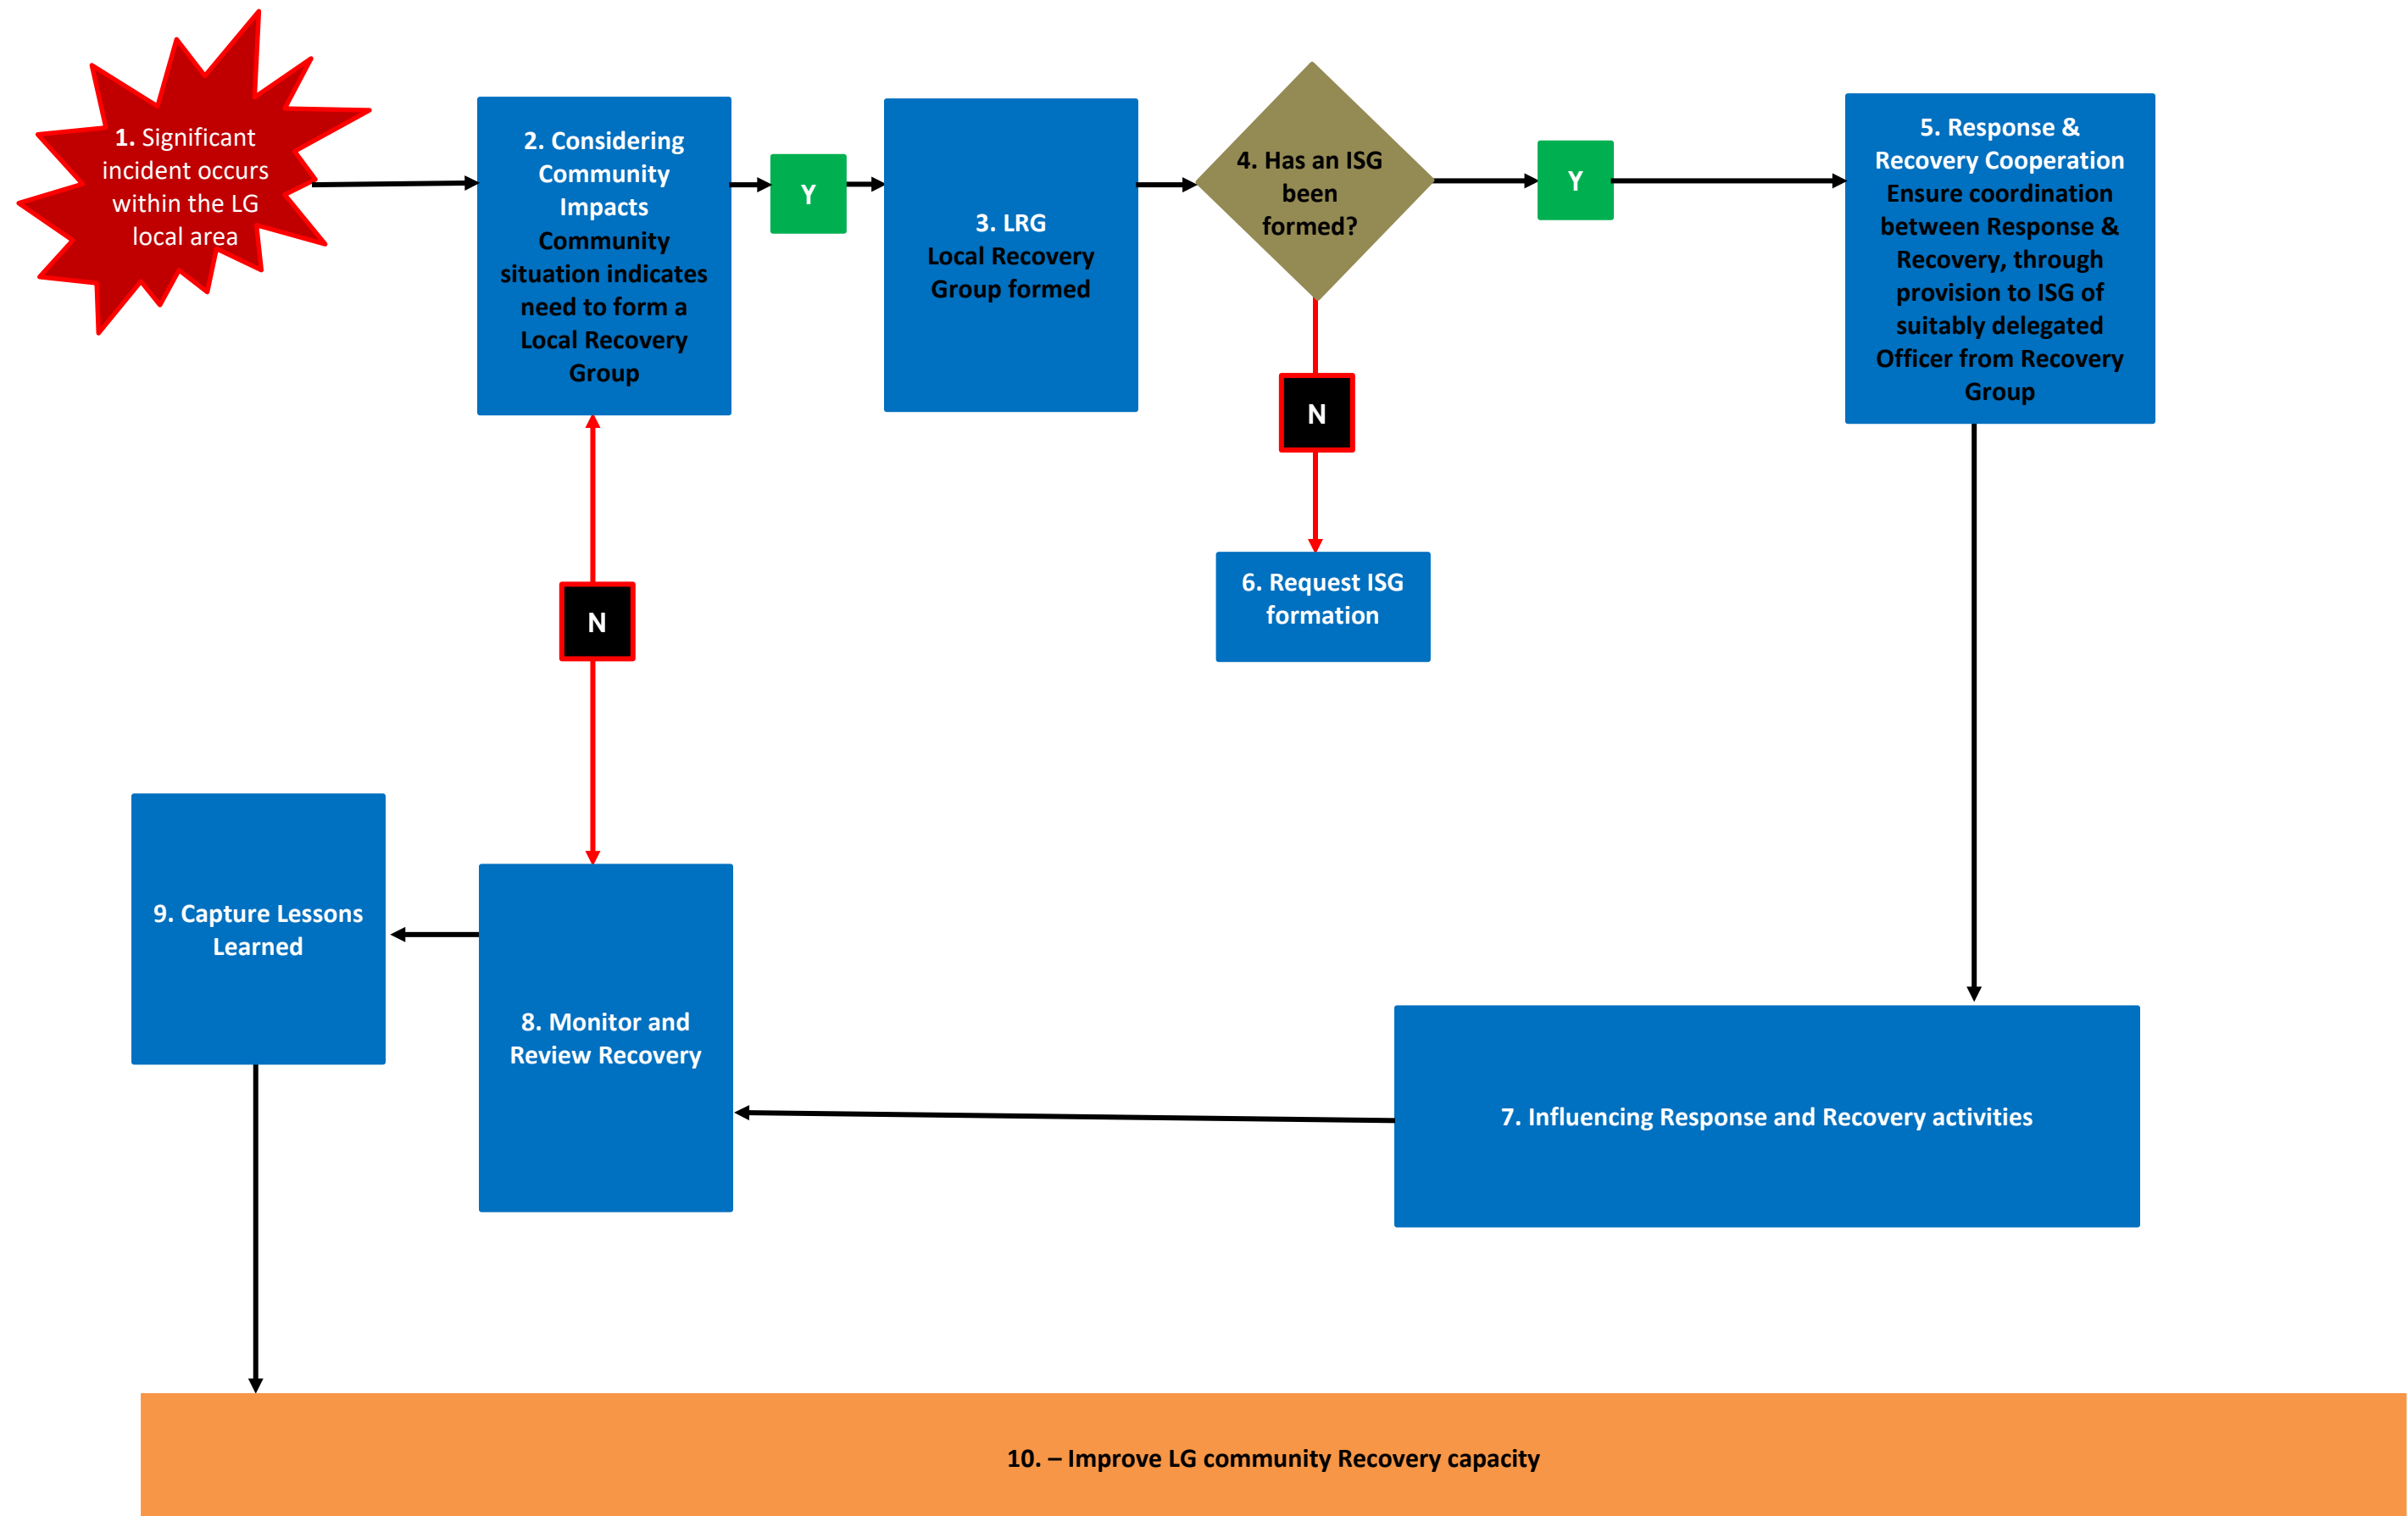 1. Significant
incident occurs
within the LG
local area
2. Considering
Community
Impacts
Community
situation indicates
need to form a
Local Recovery
Group
Y
3. LRG
Local Recovery
Group formed
4. Has an ISG
been
formed?
Y
5. Response &
Recovery Cooperation
Ensure coordination
between Response &
Recovery, through
provision to ISG of
suitably delegated
Officer from Recovery
Group
N
6. Request ISG
formation
N
7. Influencing Response and Recovery activities
8. Monitor and
Review Recovery
9. Capture Lessons
Learned
10. – Improve LG community Recovery capacity